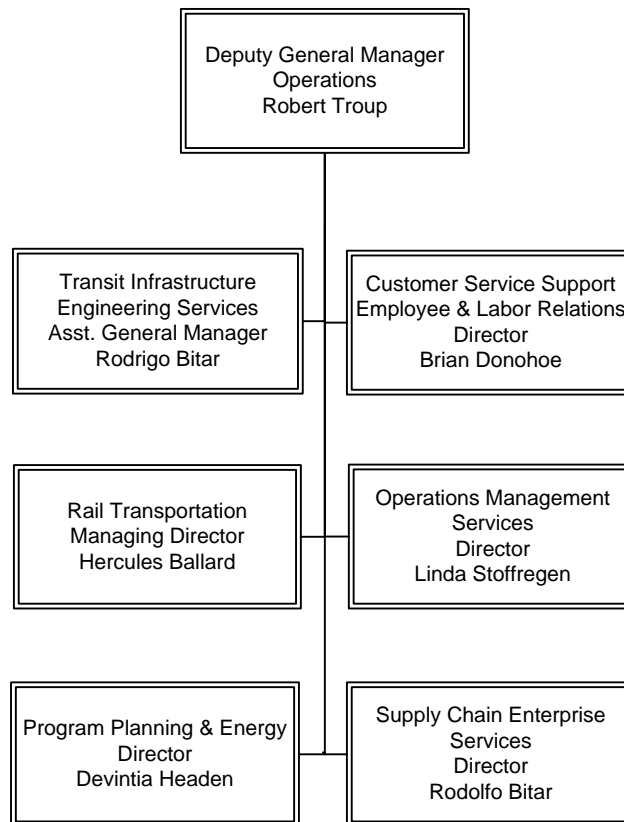 Deputy General Manager
Operations
Robert Troup
Transit Infrastructure
Engineering Services
Asst. General Manager
Rodrigo Bitar
Customer Service Support
Employee & Labor Relations
Director
Brian Donohoe
Rail Transportation
Managing Director
Hercules Ballard
Operations Management
Services
Director
Linda Stoffregen
Program Planning & Energy
Director
Devintia Headen
Supply Chain Enterprise
Services
Director
Rodolfo Bitar